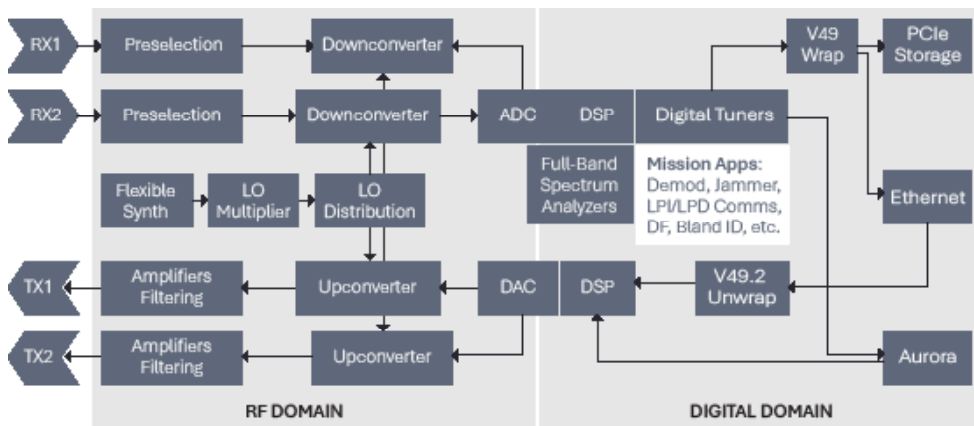 RX1
Preselection
Downconverter
V49
Wrap
PCIe
Storage
RX2
Preselection
Downconverter
ADC
DSP
Digital Tuners
Full-Band
Spectrum
Analyzers
Mission Apps:
Demod, Jammer,
LPI/LPD Comms,
DF, Bland ID, etc.
Flexible
Synth
LO
Multiplier
LO
Distribution
Ethernet
TX1
Amplifiers
Filtering
Upconverter
DAC
DSP
V49.2
Unwrap
TX2
Amplifiers
Filtering
Upconverter
Aurora
RF DOMAIN
DIGITAL DOMAIN